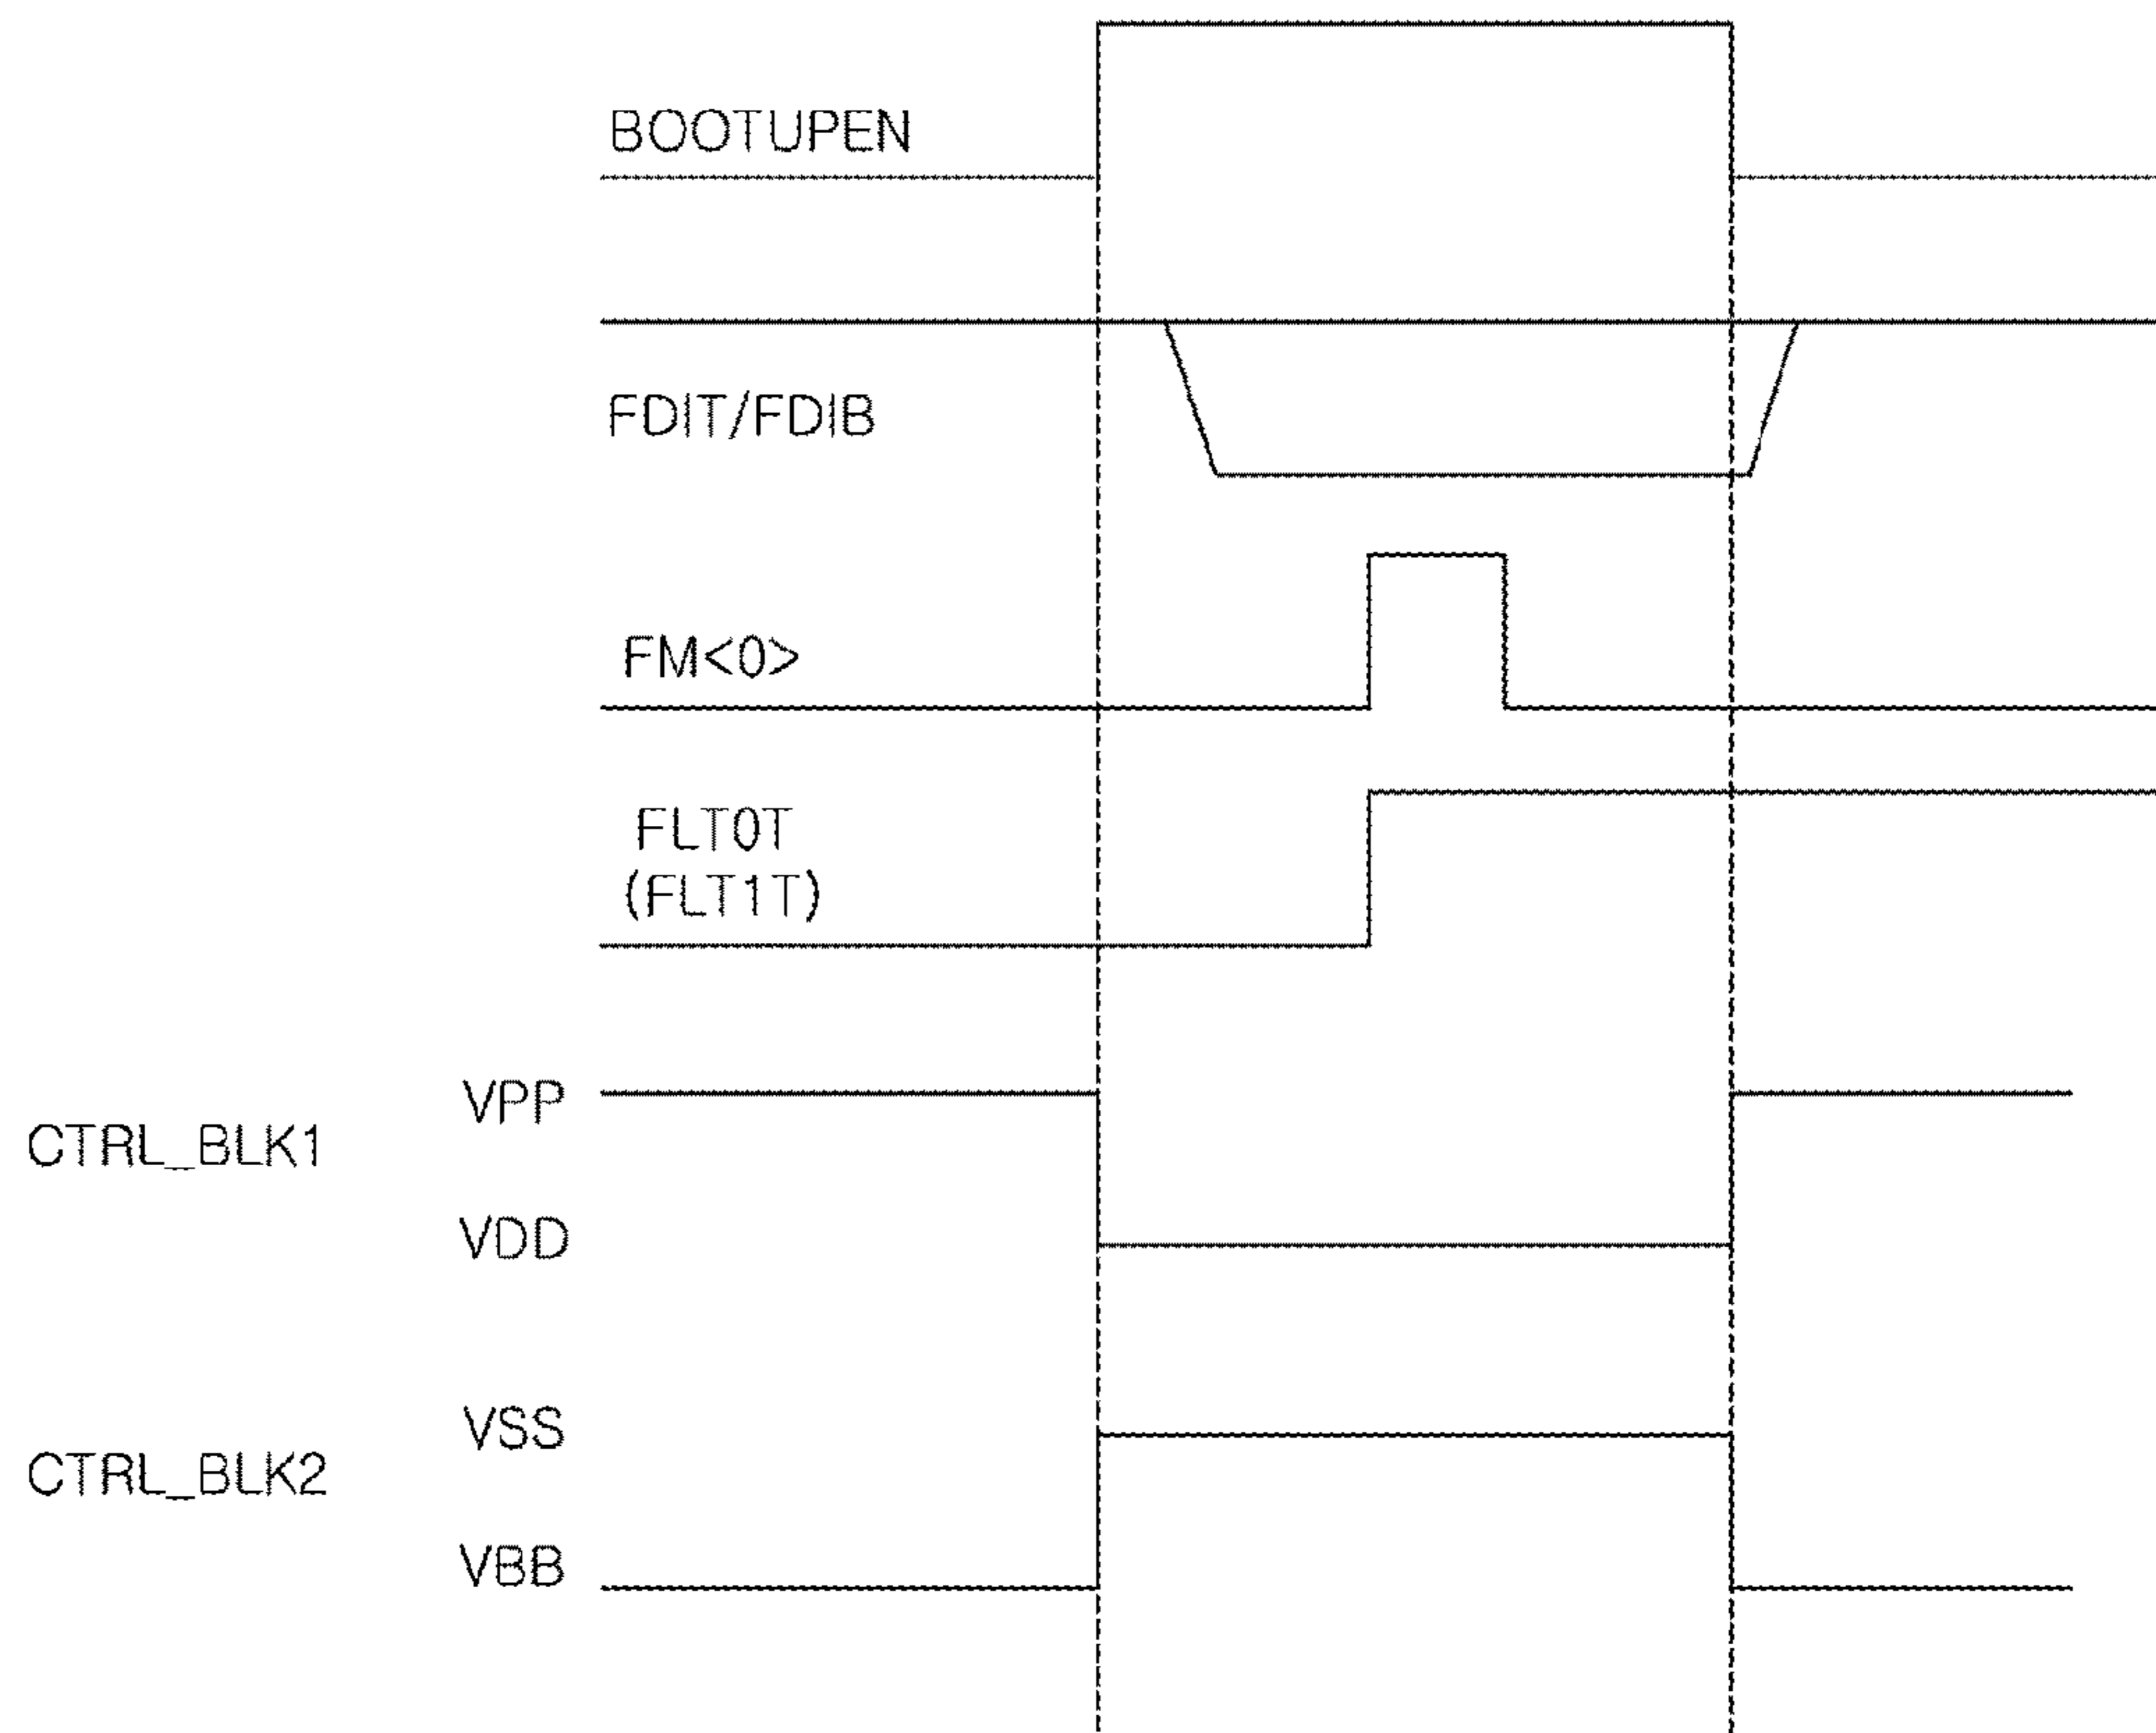 BOOTUPEN
FDIT/FDIB
FM<0>
FLT0T
(FLT1T)
VPP
CTRL_BLK1
VDD
VSS
CTRL_BLK2
VBB